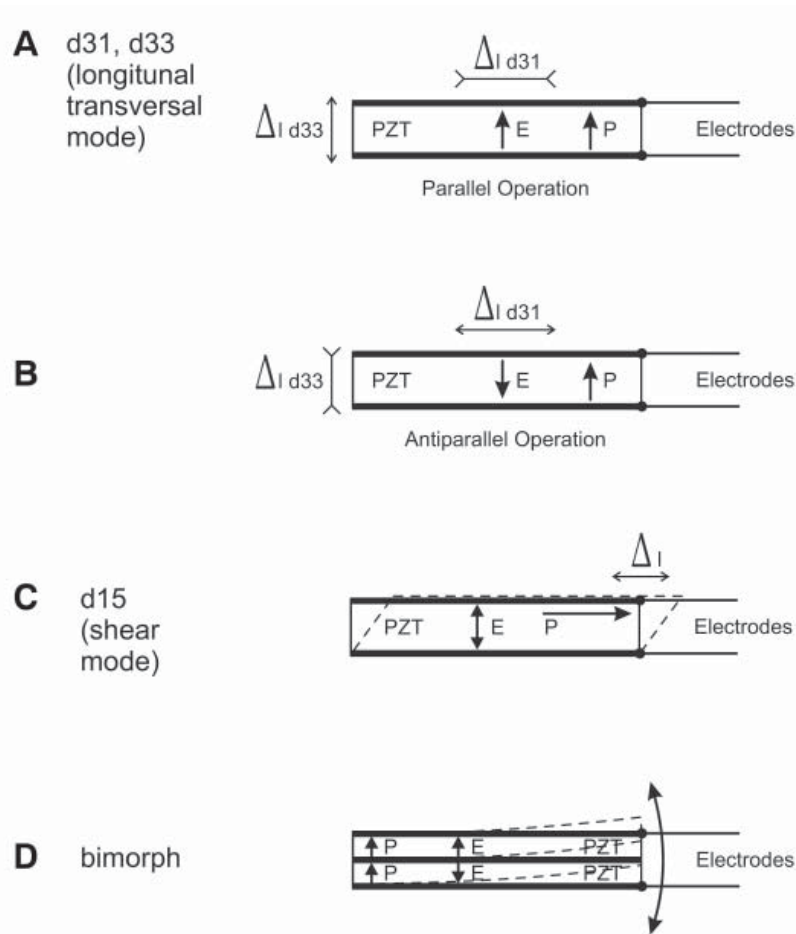 A
d31, d33
(longitunal
transversal
mode)
Δl d31
Δl d33
PZT
E
P
Electrodes
Parallel Operation
B
Δl d31
Δl d33
PZT
E
P
Electrodes
Antiparallel Operation
C
d15
(shear
mode)
Δl
PZT
E
P
Electrodes
D
bimorph
P
E
PZT
P
E
PZT
Electrodes